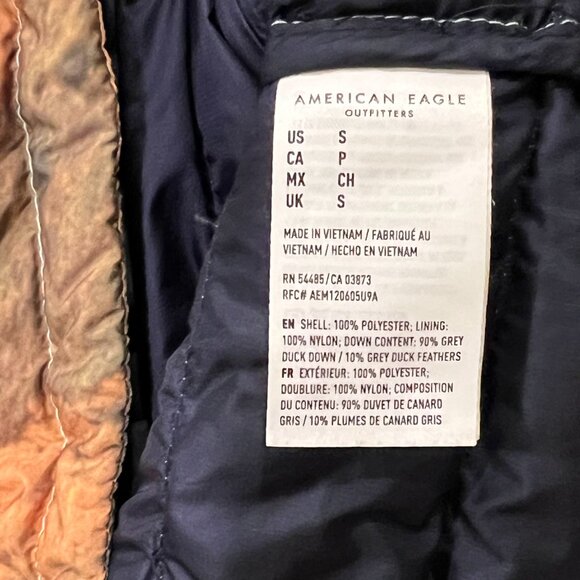 AMERICAN EAGLE
OUTFITTERS
US S
CA P
MX CH
UK S
MADE IN VIETNAM / FABRIQUÉ AU
VIETNAM / HECHO EN VIETNAM
RN 54485/CA 03873
RFC# AEM120605U9A
EN SHELL: 100% POLYESTER; LINING:
100% NYLON; DOWN CONTENT: 90% GREY
DUCK DOWN / 10% GREY DUCK FEATHERS
FR EXTÉRIEUR: 100% POLYESTER;
DOUBLURE: 100% NYLON; COMPOSITION
DU CONTENU: 90% DUVET DE CANARD
GRIS / 10% PLUMES DE CANARD GRIS